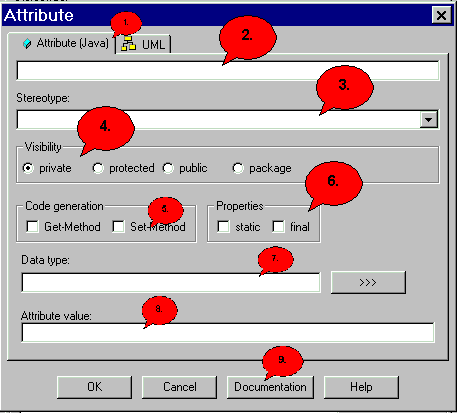 Attribute
1.
Attribute (Java) UML
2.
Stereotype:
3.
4.
Visibility
private protected public package
6.
Code generation Properties
5.
Get-Method Set-Method static final
Data type:
7.
>>>
8.
Attribute value:
9.
OK Cancel Documentation Help